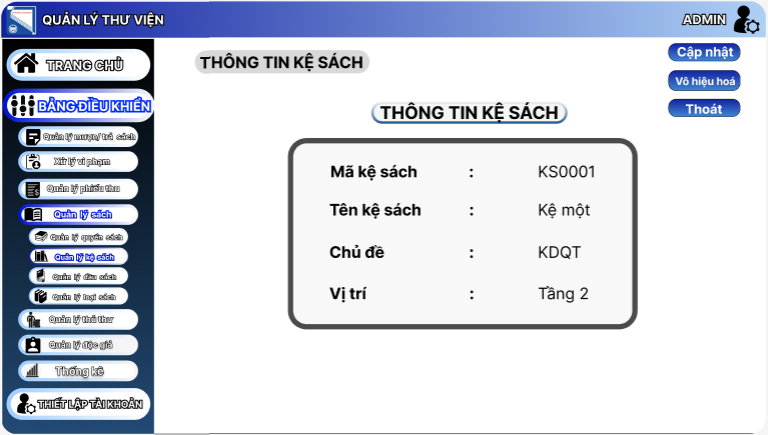 QUẢN LÝ THƯ VIỆN
ADMIN
TRANG CHỦ
BẢNG ĐIỀU KHIỂN
Quản lý mượn/ trả sách
Xử lý vi phạm
Quản lý phiếu thu
Quản lý sách
Quản lý quyển sách
Quản lý kệ sách
Quản lý đầu sách
Quản lý loại sách
Quản lý thủ thư
Quản lý độc giả
Thống kê
THIẾT LẬP TÀI KHOẢN
THÔNG TIN KỆ SÁCH
Cập nhật
Vô hiệu hoá
Thoát
THÔNG TIN KỆ SÁCH
Mã kệ sách : KS0001
Tên kệ sách : Kệ một
Chủ đề : KDQT
Vị trí : Tầng 2